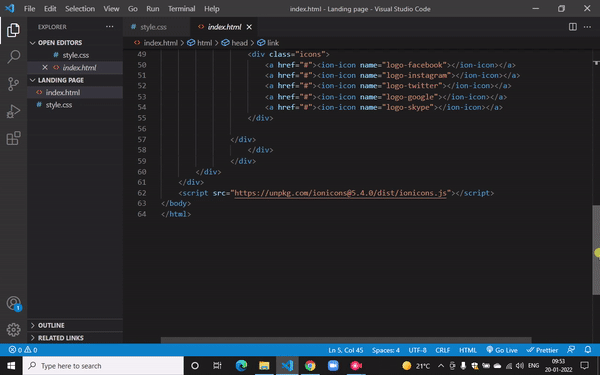 File Edit Selection View Go Run Terminal Help
index.html - Landing page - Visual Studio Code
EXPLORER
OPEN EDITORS
style.css
index.html
LANDING PAGE
index.html
style.css
OUTLINE
RELATED LINKS
style.css index.html
index.html > html > head > link
49 <div class="icons">
50 <a href="#"><ion-icon name="logo-facebook"></ion-icon></a>
51 <a href="#"><ion-icon name="logo-instagram"></ion-icon></a>
52 <a href="#"><ion-icon name="logo-twitter"></ion-icon></a>
53 <a href="#"><ion-icon name="logo-google"></ion-icon></a>
54 <a href="#"><ion-icon name="logo-skype"></ion-icon></a>
55 </div>
56
57 </div>
58 </div>
59 </div>
60 </div>
61 </div>
62 <script src="https://unpkg.com/ionicons@5.4.0/dist/ionicons.js"></script>
63 </body>
64 </html>
1
0 0
Ln 5, Col 45 Spaces: 4 UTF-8 CRLF HTML Go Live Prettier
Type here to search
21°C
ENG
09:53
20-01-2022